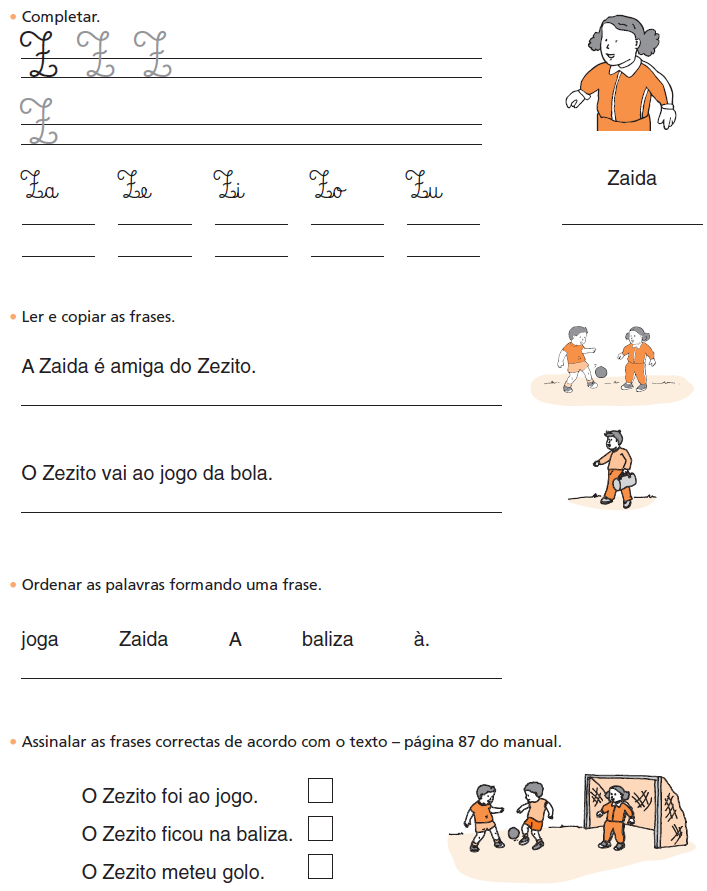 Completar.
Z Z Z
Z
Za Ze Zi Zo Zu
Zaida
Ler e copiar as frases.
A Zaida é amiga do Zezito.
O Zezito vai ao jogo da bola.
Ordenar as palavras formando uma frase.
joga Zaida A baliza à.
Assinalar as frases correctas de acordo com o texto – página 87 do manual.
O Zezito foi ao jogo.
O Zezito ficou na baliza.
O Zezito meteu golo.